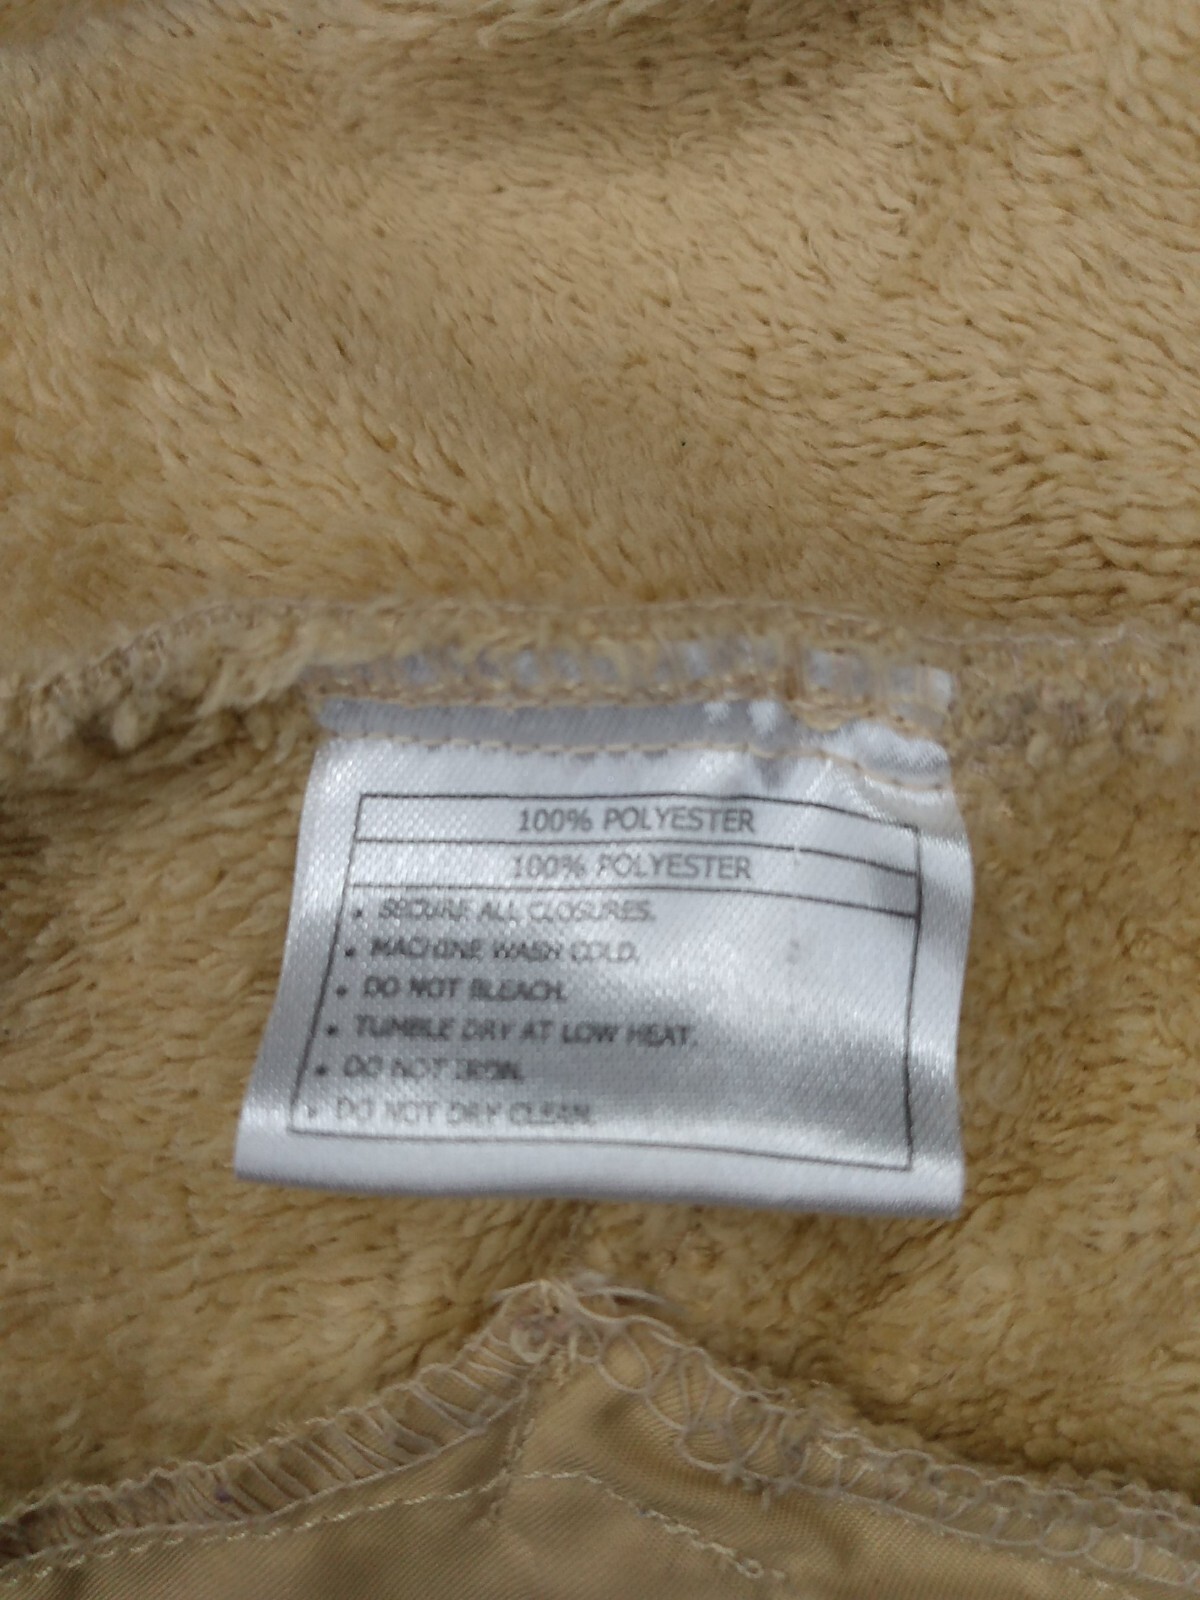 100% POLYESTER
100% POLYESTER
• SECURE ALL CLOSURES.
• MACHINE WASH COLD.
• DO NOT BLEACH.
• TUMBLE DRY AT LOW HEAT.
• DO NOT IRON.
• DO NOT DRY CLEAN.